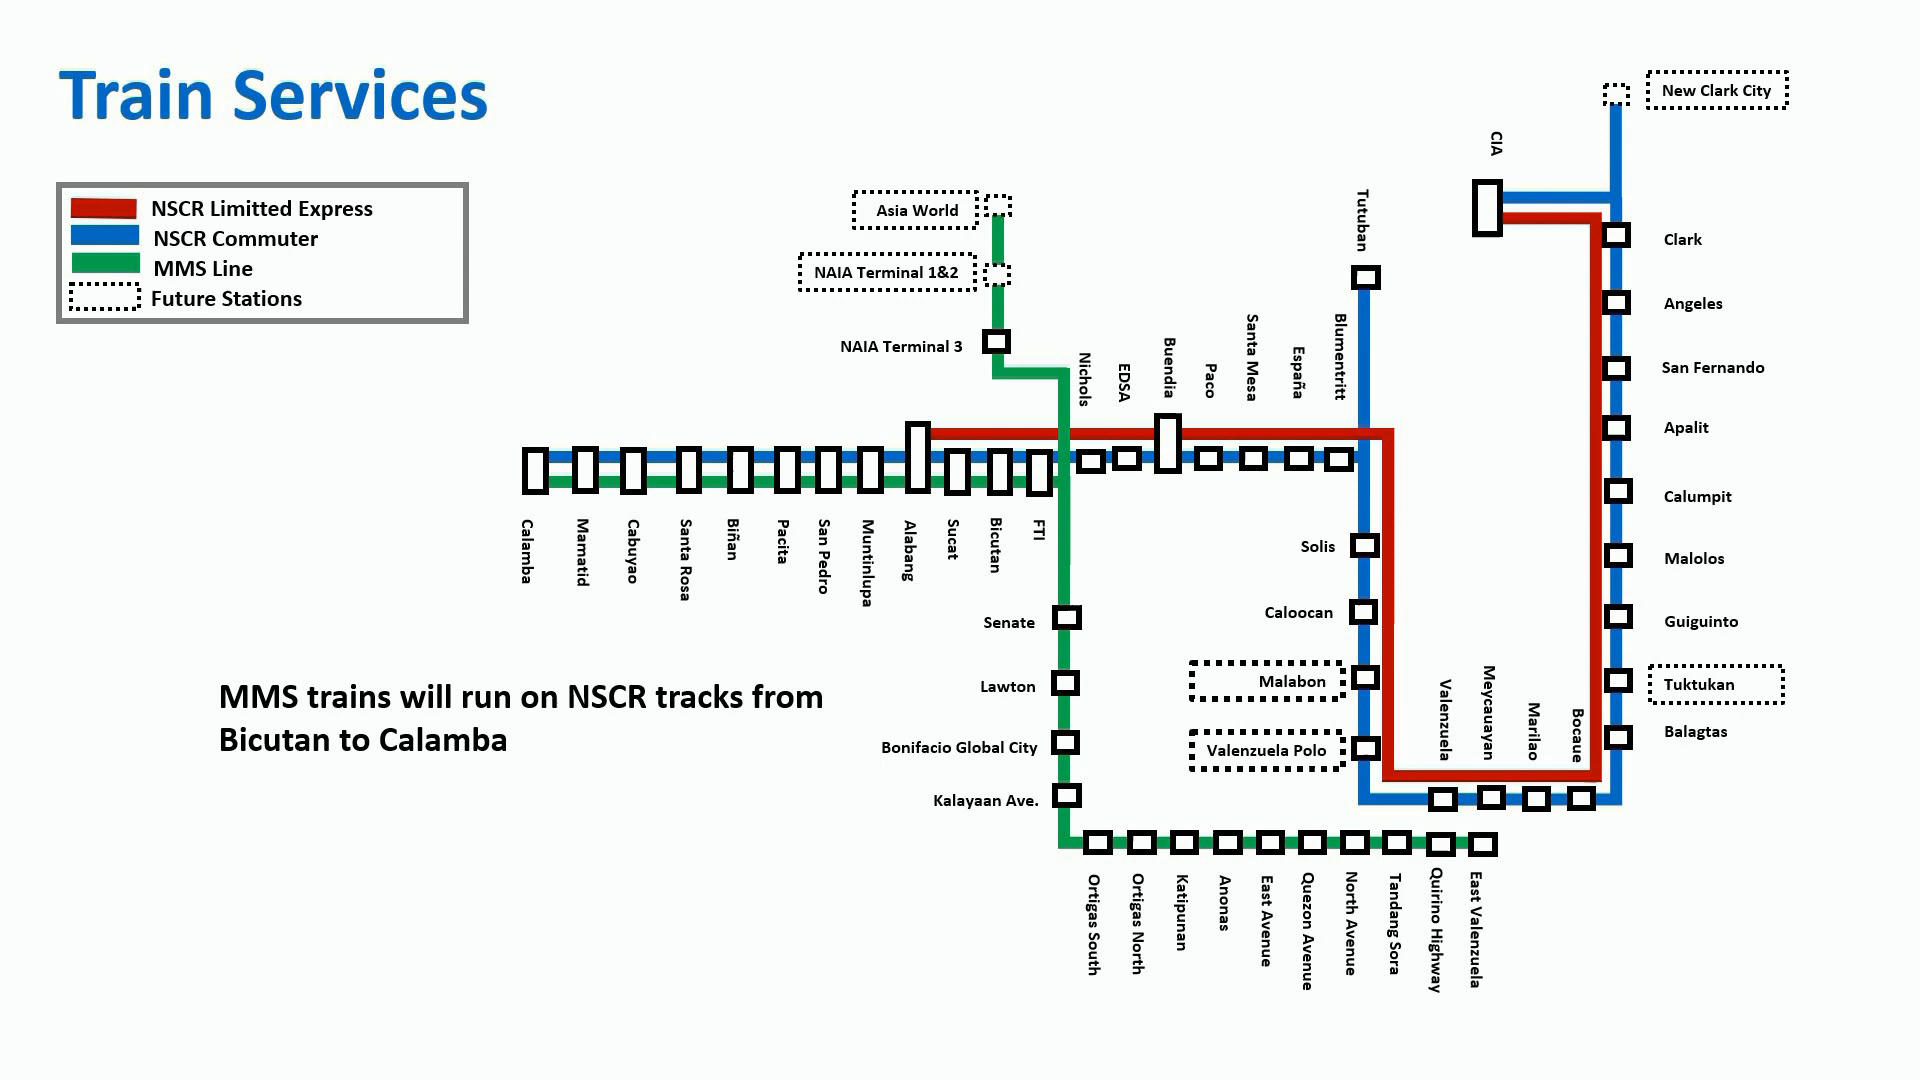 Train Services
NSCR Limitted Express
NSCR Commuter
MMS Line
Future Stations
New Clark City
CIA
Tutuban
Asia World
NAIA Terminal 1&2
NAIA Terminal 3
Clark
Angeles
San Fernando
Apalit
Calumpit
Malolos
Guiguinto
Tuktukan
Balagtas
Nichols
EDSA
Buendia
Paco
Santa Mesa
España
Blumentritt
Calamba
Mamatid
Cabuyao
Santa Rosa
Biñan
Pacita
San Pedro
Muntinlupa
Alabang
Sucat
Bicutan
FTI
Solis
Caloocan
Malabon
Valenzuela Polo
Valenzuela
Meycauayan
Marilao
Bocaue
Senate
Lawton
Bonifacio Global City
Kalayaan Ave.
MMS trains will run on NSCR tracks from
Bicutan to Calamba
Ortigas South
Ortigas North
Katipunan
Anonas
East Avenue
Quezon Avenue
North Avenue
Tandang Sora
Quirino Highway
East Valenzuela